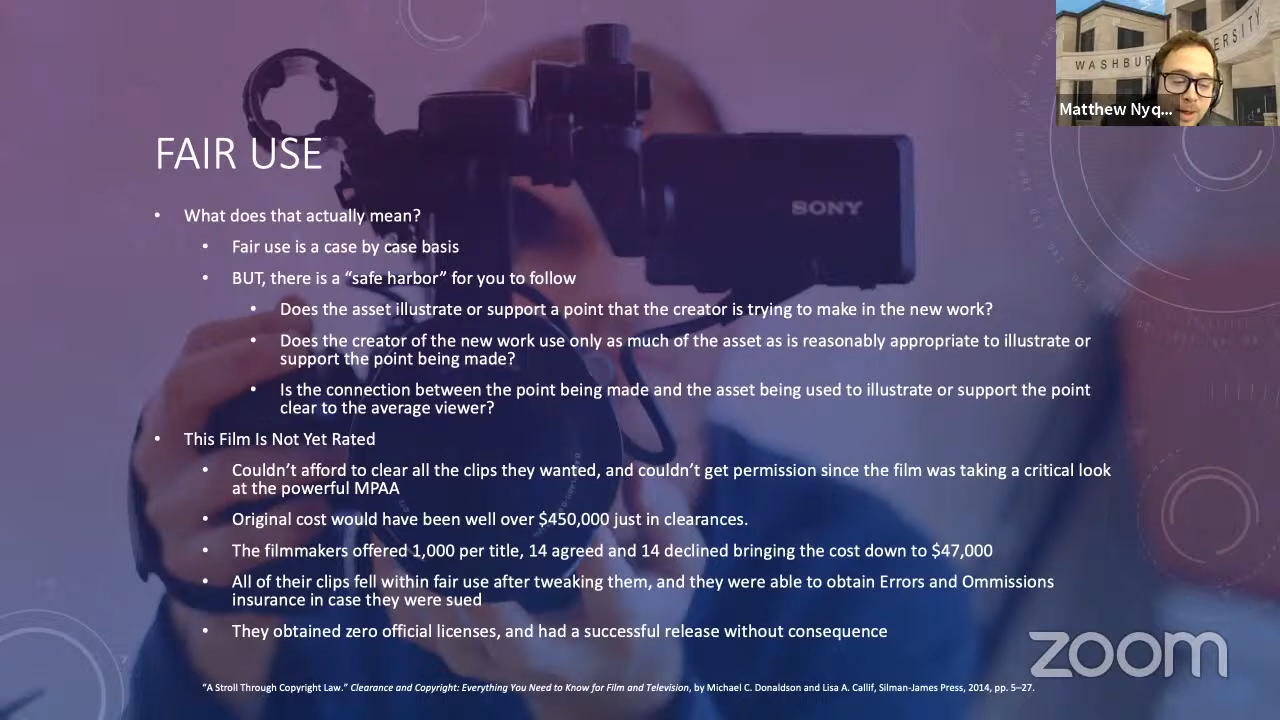 WASHBUR ERSITY
Matthew Nyq...
FAIR USE
SONY
• What does that actually mean?
• Fair use is a case by case basis
• BUT, there is a “safe harbor” for you to follow
• Does the asset illustrate or support a point that the creator is trying to make in the new work?
• Does the creator of the new work use only as much of the asset as is reasonably appropriate to illustrate or
support the point being made?
• Is the connection between the point being made and the asset being used to illustrate or support the point
clear to the average viewer?
• This Film Is Not Yet Rated
• Couldn’t afford to clear all the clips they wanted, and couldn’t get permission since the film was taking a critical look
at the powerful MPAA
• Original cost would have been well over $450,000 just in clearances.
• The filmmakers offered 1,000 per title, 14 agreed and 14 declined bringing the cost down to $47,000
• All of their clips fell within fair use after tweaking them, and they were able to obtain Errors and Ommissions
insurance in case they were sued
• They obtained zero official licenses, and had a successful release without consequence
zoom
“A Stroll Through Copyright Law.” Clearance and Copyright: Everything You Need to Know for Film and Television, by Michael C. Donaldson and Lisa A. Callif, Silman-James Press, 2014, pp. 5–27.